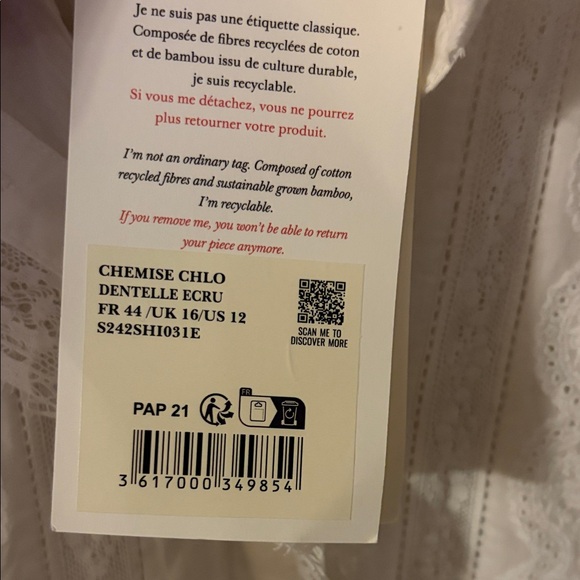 Je ne suis pas une étiquette classique.
Composée de fibres recyclées de coton
et de bambou issu de culture durable,
je suis recyclable.
Si vous me détachez, vous ne pourrez
plus retourner votre produit.
I'm not an ordinary tag. Composed of cotton
recycled fibres and sustainable grown bamboo,
I'm recyclable.
If you remove me, you won't be able to return
your piece anymore.
CHEMISE CHLO
DENTELLE ECRU
FR 44 /UK 16/US 12
S242SHI031E
SCAN ME TO
DISCOVER MORE
PAP 21
FR
3 617000 349854